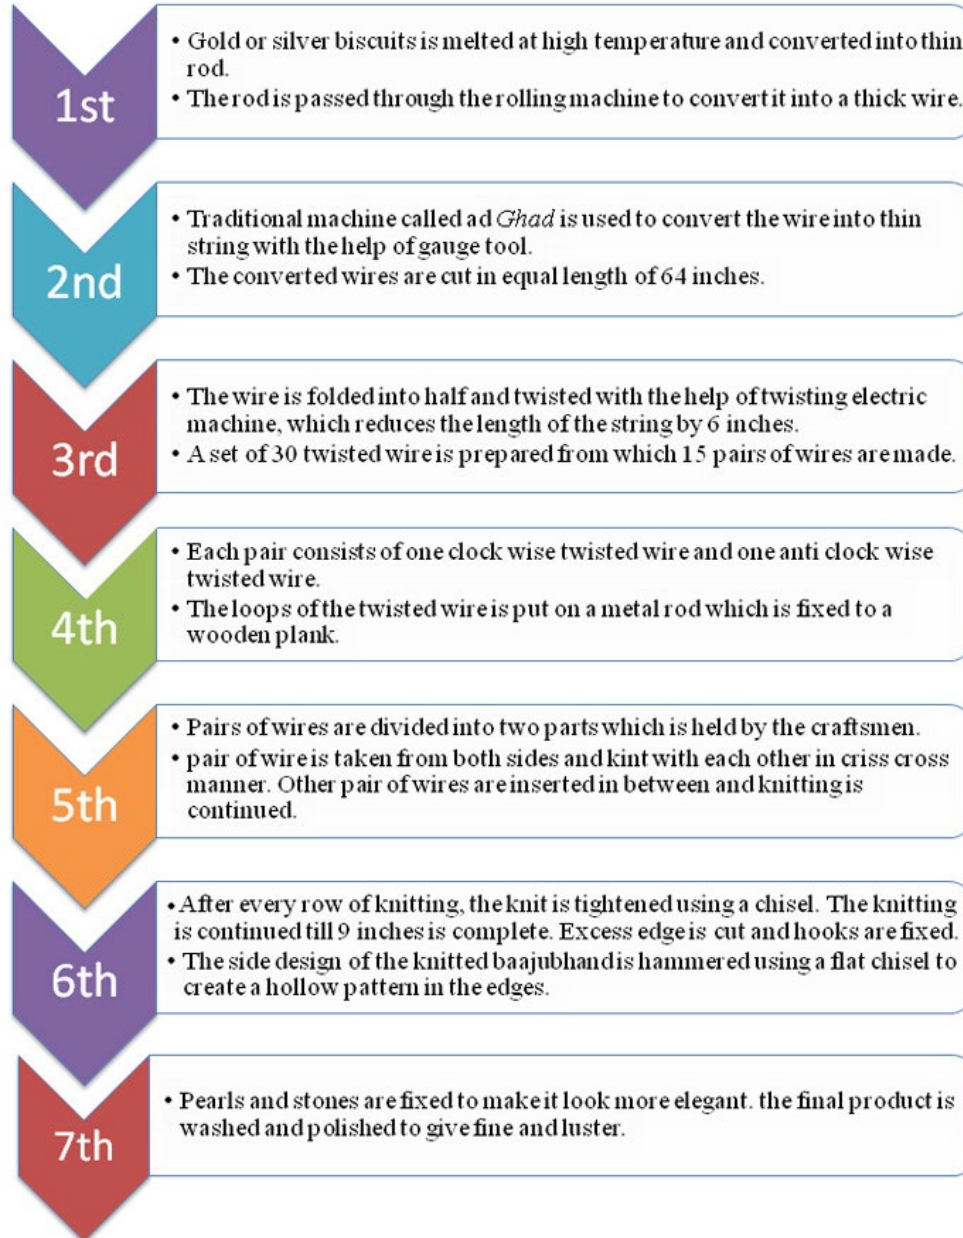 1st
• Gold or silver biscuits is melted at high temperature and converted into thin
rod.
• The rod is passed through the rolling machine to convert it into a thick wire.
2nd
• Traditional machine called ad Ghad is used to convert the wire into thin
string with the help of gauge tool.
• The converted wires are cut in equal length of 64 inches.
3rd
• The wire is folded into half and twisted with the help of twisting electric
machine, which reduces the length of the string by 6 inches.
• A set of 30 twisted wire is prepared from which 15 pairs of wires are made.
4th
• Each pair consists of one clock wise twisted wire and one anti clock wise
twisted wire.
• The loops of the twisted wire is put on a metal rod which is fixed to a
wooden plank.
5th
• Pairs of wires are divided into two parts which is held by the craftsmen.
• pair of wire is taken from both sides and kint with each other in criss cross
manner. Other pair of wires are inserted in between and knitting is
continued.
6th
• After every row of knitting, the knit is tightened using a chisel. The knitting
is continued till 9 inches is complete. Excess edge is cut and hooks are fixed.
• The side design of the knitted baajubhand is hammered using a flat chisel to
create a hollow pattern in the edges.
7th
• Pearls and stones are fixed to make it look more elegant. the final product is
washed and polished to give fine and luster.